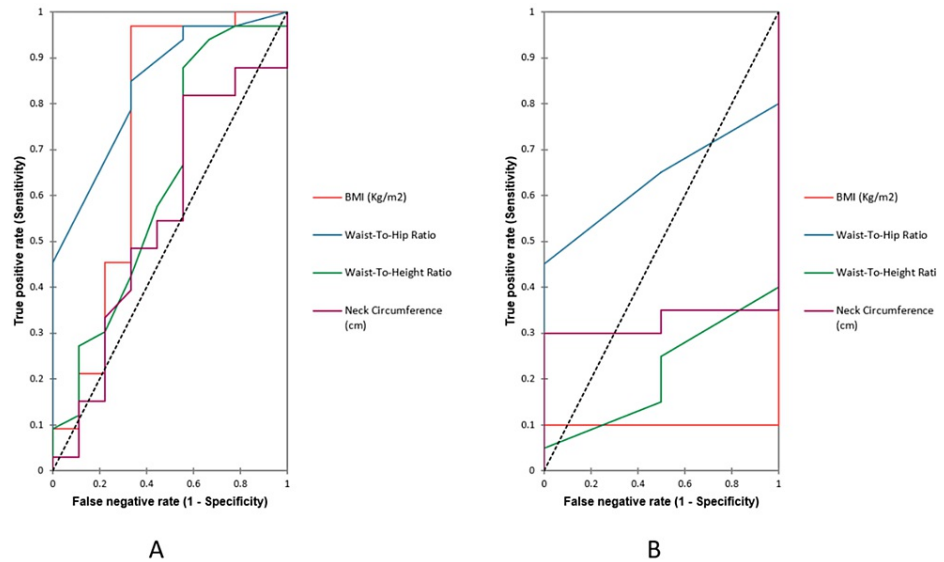 1
0.9
0.8
0.7
0.6
0.5
0.4
0.3
0.2
0.1
0
True positive rate (Sensitivity)
0 0.2 0.4 0.6 0.8 1
False negative rate (1 - Specificity)
BMI (Kg/m2)
Waist-To-Hip Ratio
Waist-To-Height Ratio
Neck Circumference
(cm)
A
1
0.9
0.8
0.7
0.6
0.5
0.4
0.3
0.2
0.1
0
True positive rate (Sensitivity)
0 0.2 0.4 0.6 0.8 1
False negative rate (1 - Specificity)
BMI (Kg/m2)
Waist-To-Hip Ratio
Waist-To-Height Rati
Neck Circumference
(cm)
B